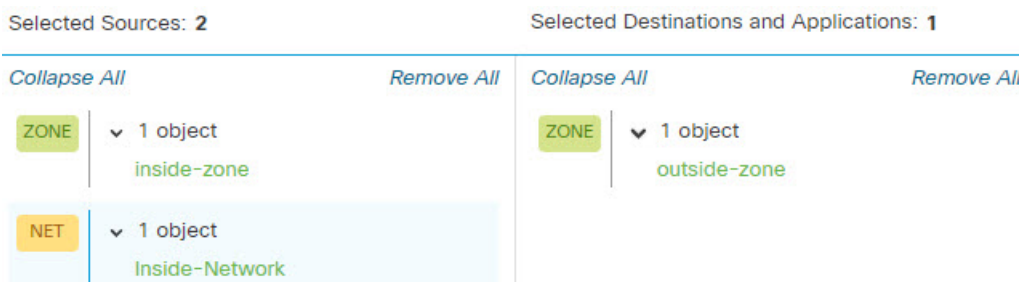 Selected Sources: 2
Selected Destinations and Applications: 1
Collapse All
Remove All
Collapse All
Remove All
ZONE
1 object
inside-zone
ZONE
1 object
outside-zone
NET
1 object
Inside-Network